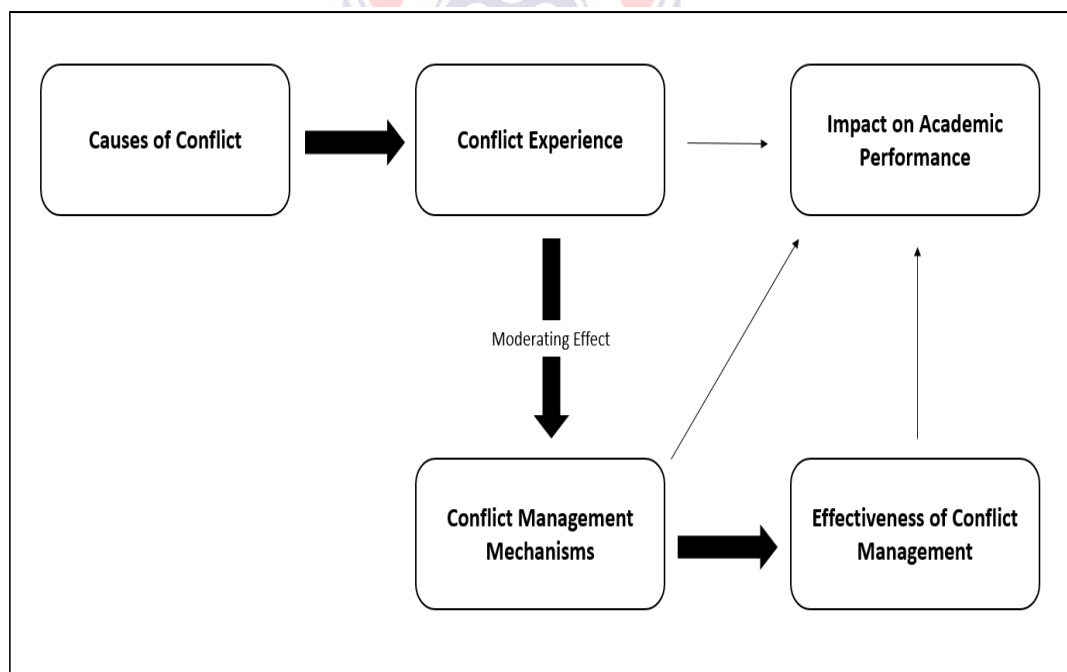 Causes of Conflict
Conflict Experience
Impact on Academic
Performance
Moderating Effect
Conflict Management
Mechanisms
Effectiveness of Conflict
Management